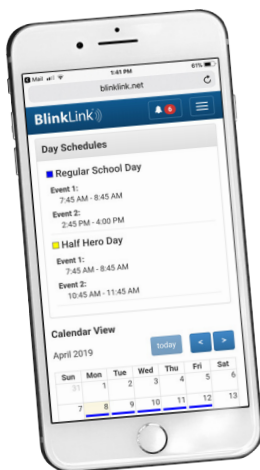 Mail 1:41 PM 61%
blinklink.net
BlinkLink 6
Day Schedules
Regular School Day
Event 1:
7:45 AM - 8:45 AM
Event 2:
2:45 PM - 4:00 PM
Half Hero Day
Event 1:
7:45 AM - 8:45 AM
Event 2:
10:45 AM - 11:45 AM
Calendar View
April 2019 today < >
Sun Mon Tue Wed Thu Fri Sat
31 1 2 3 4 5 6
7 8 9 10 11 12 13